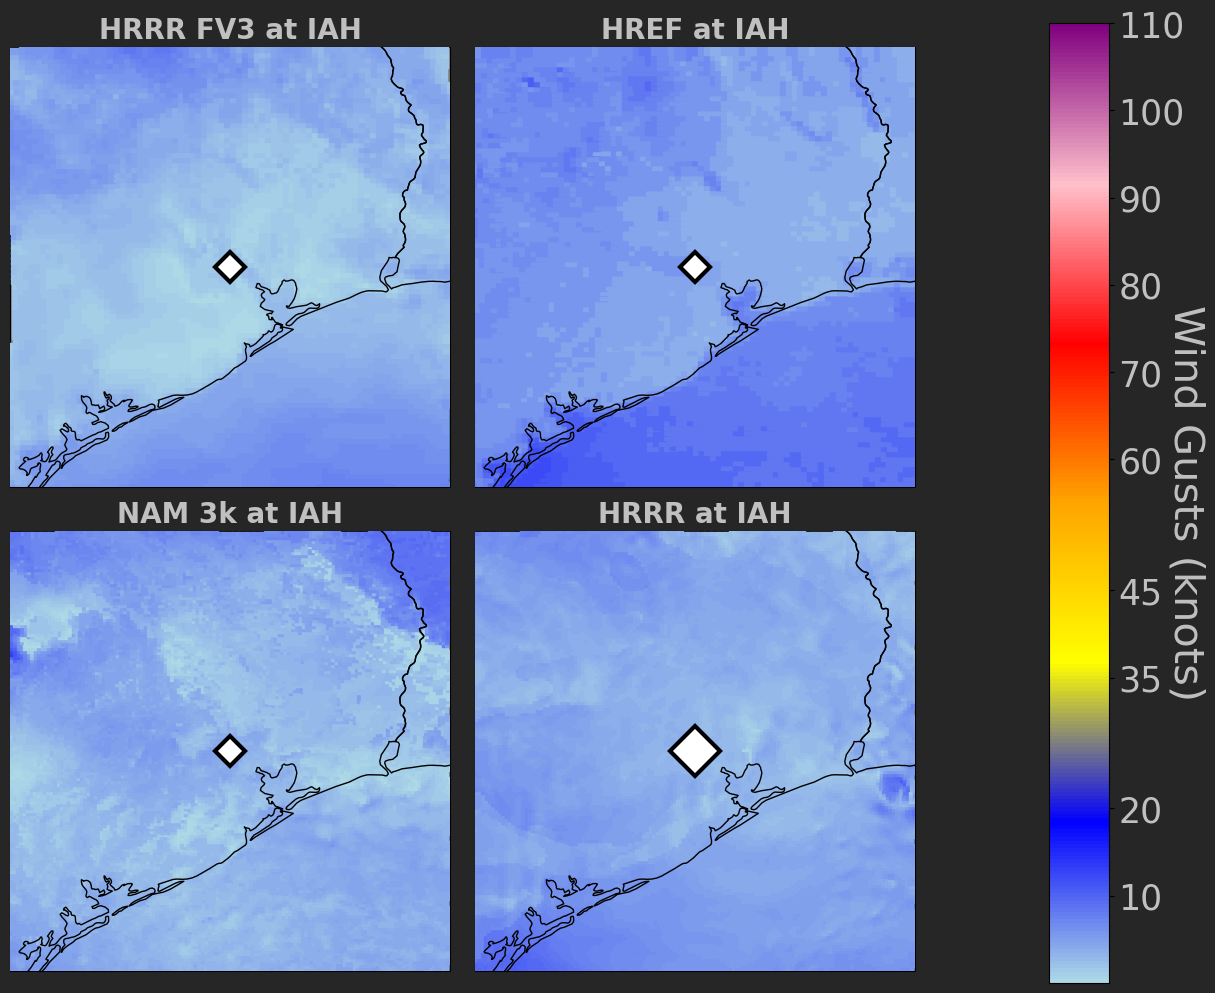 HRRR FV3 at IAH
HREF at IAH
NAM 3k at IAH
HRRR at IAH
110
100
90
80
70
60
45
35
20
10
Wind Gusts (knots)